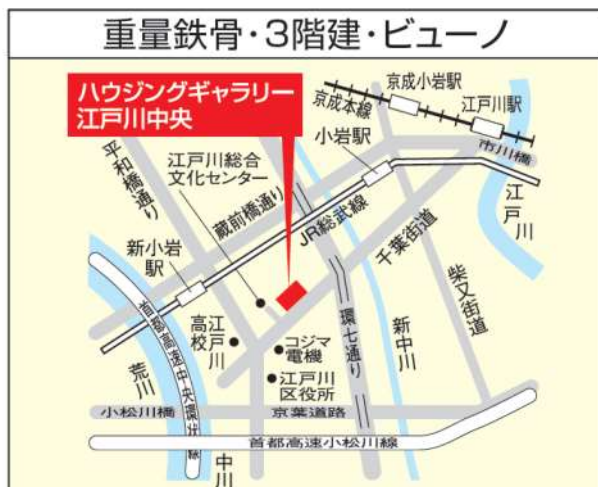 重量鉄骨・3階建・ビューノ
ハウジングギャラリー
江戸川中央
京成小岩駅
京成本線
江戸川駅
市川橋
小岩駅
江戸川
平和橋通り
江戸川総合
文化センター
蔵前橋通り
JR総武線
千葉街道
柴又街道
新小岩
駅
首都高速中央環状線
江戸川
高校
コジマ
電機
環七通り
新中川
荒川
江戸川
区役所
小松川橋
京葉道路
首都高速小松川線
中川